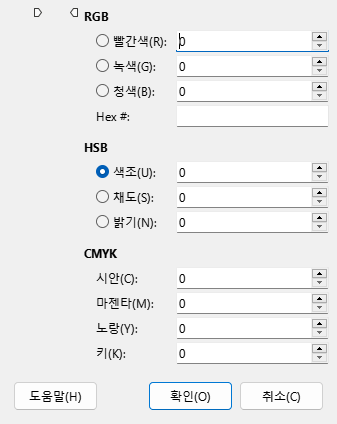 RGB
빨간색(R): 0
녹색(G): 0
청색(B): 0
Hex #:
HSB
색조(U): 0
채도(S): 0
밝기(N): 0
CMYK
시안(C): 0
마젠타(M): 0
노랑(Y): 0
키(K): 0
도움말(H) 확인(O) 취소(C)